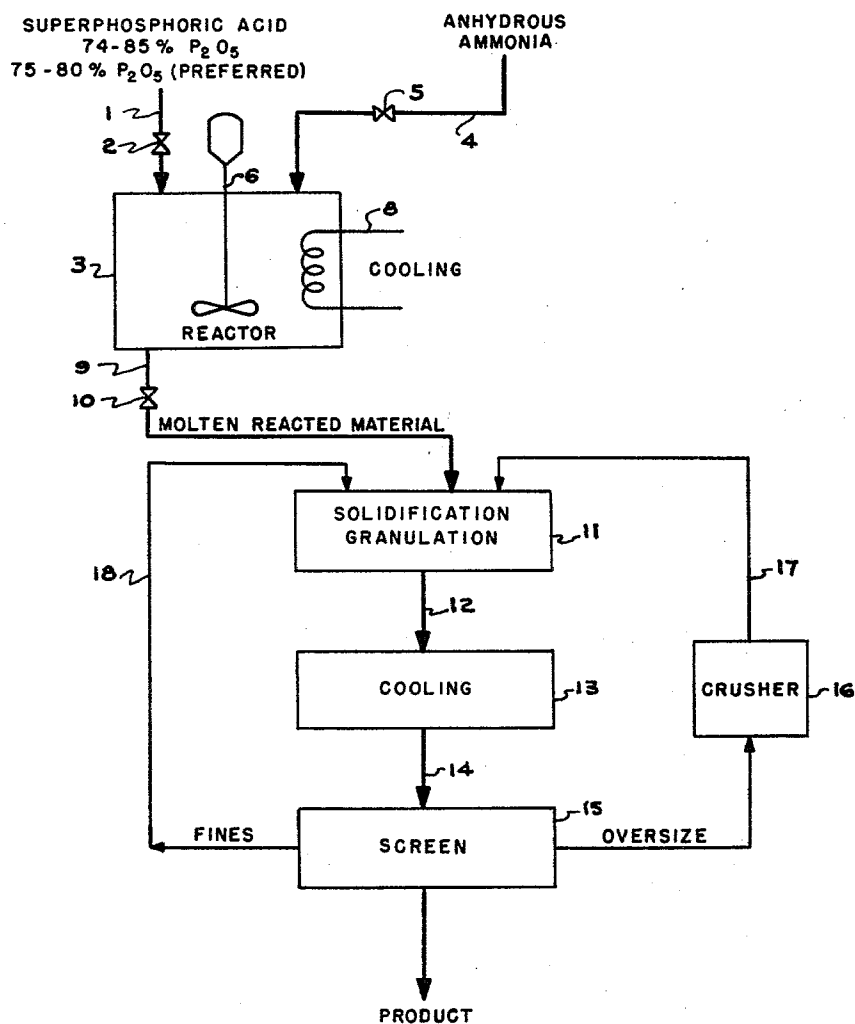 SUPERPHOSPHORIC ACID
74-85% P2O5
75-80% P2O5 (PREFERRED)
ANHYDROUS
AMMONIA
1
2
5
4
6
8
3
COOLING
REACTOR
9
10
MOLTEN REACTED MATERIAL
SOLIDIFICATION
GRANULATION
11
18
17
12
COOLING
13
CRUSHER
16
14
15
FINES
SCREEN
OVERSIZE
PRODUCT